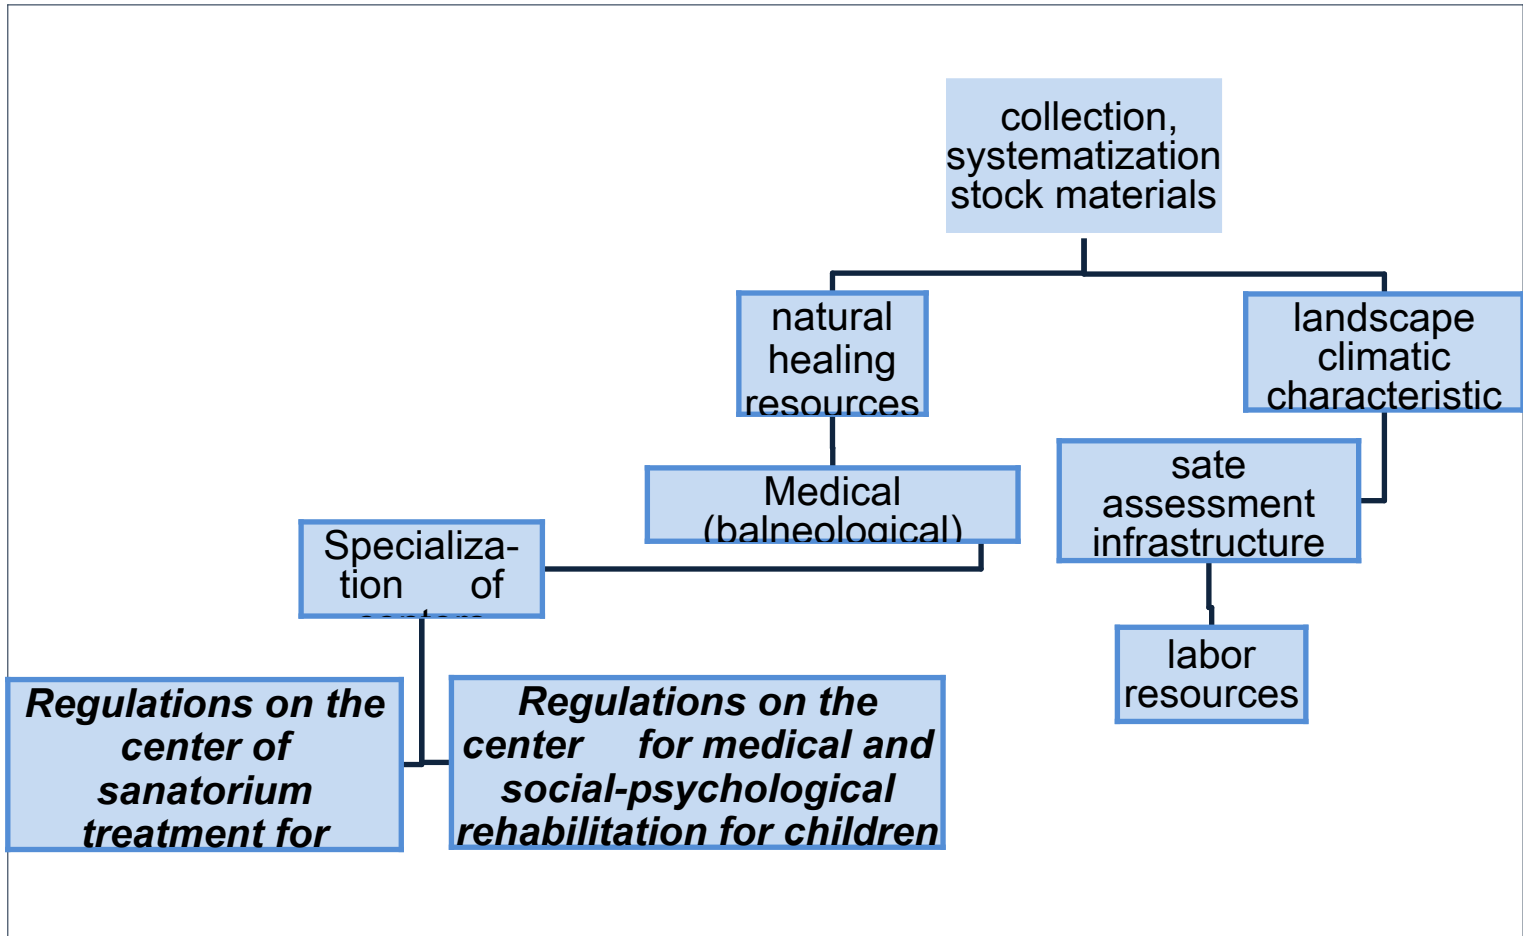 collection,
systematization
stock materials
natural
healing
resources
landscape
climatic
characteristic
Medical
(balneological)
sate
assessment
infrastructure
Specializa-
tion of
labor
resources
Regulations on the
center of
sanatorium
treatment for
Regulations on the
center for medical and
social-psychological
rehabilitation for children